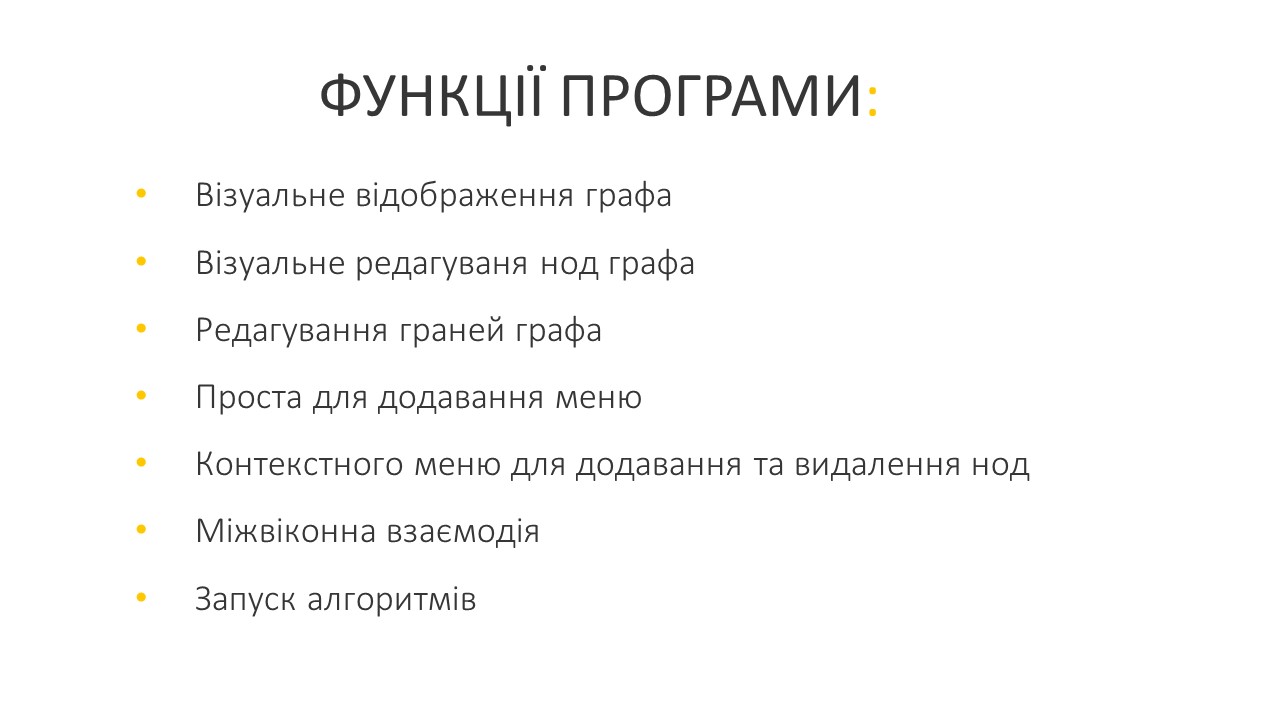 ФУНКЦІЇ ПРОГРАМИ:
• Візуальне відображення графа
• Візуальне редагуваня нод графа
• Редагування граней графа
• Проста для додавання меню
• Контекстного меню для додавання та видалення нод
• Міжвіконна взаємодія
• Запуск алгоритмів